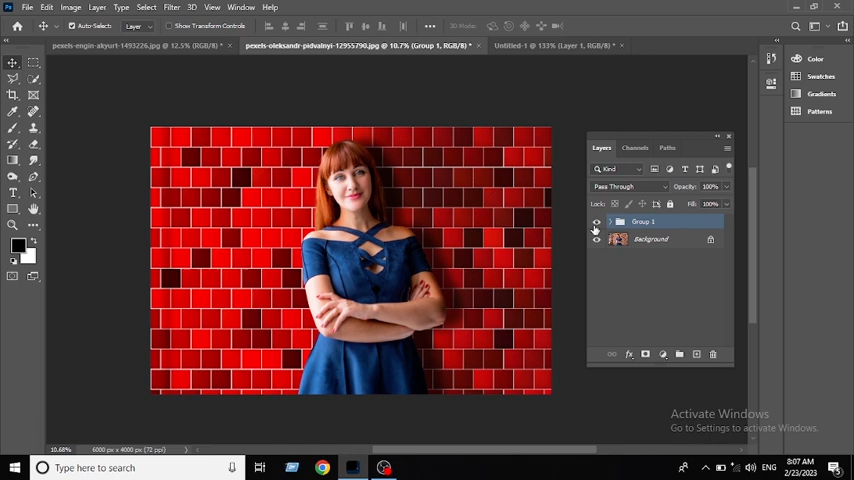 Ps File Edit Image Layer Type Select Filter 3D View Window Help
Auto-Select: Layer Show Transform Controls 3D Mode:
pexels-engin-akyurt-1493226.jpg @ 12.5% (RGB/8) * ×
pexels-oleksandr-pidvalnyi-12955790.jpg @ 10.7% (Group 1, RGB/8) * ×
Untitled-1 @ 133% (Layer 1, RGB/8) * ×
Color
Swatches
Gradients
Patterns
Layers Channels Paths
Kind
Pass Through Opacity: 100%
Lock: Fill: 100%
Group 1
Background
fx
Activate Windows
Go to Settings to activate Windows.
10.68% 6000 px x 4000 px (72 ppi)
Type here to search
ENG
8:07 AM
2/23/2023